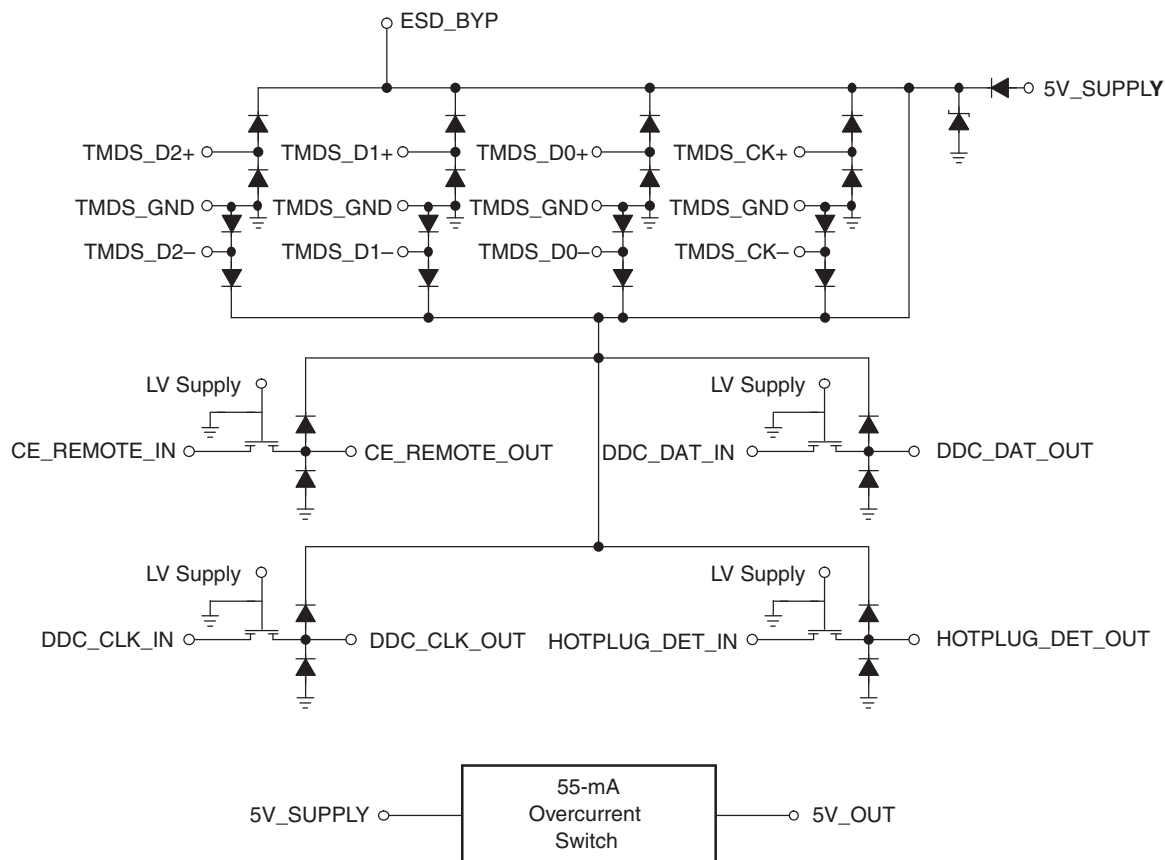 ESD_BYP
5V_SUPPLY
TMDS_D2+
TMDS_D1+
TMDS_D0+
TMDS_CK+
TMDS_GND
TMDS_GND
TMDS_GND
TMDS_GND
TMDS_D2–
TMDS_D1–
TMDS_D0–
TMDS_CK–
LV Supply
LV Supply
CE_REMOTE_IN
CE_REMOTE_OUT
DDC_DAT_IN
DDC_DAT_OUT
LV Supply
LV Supply
DDC_CLK_IN
DDC_CLK_OUT
HOTPLUG_DET_IN
HOTPLUG_DET_OUT
5V_SUPPLY
55-mA
Overcurrent
Switch
5V_OUT